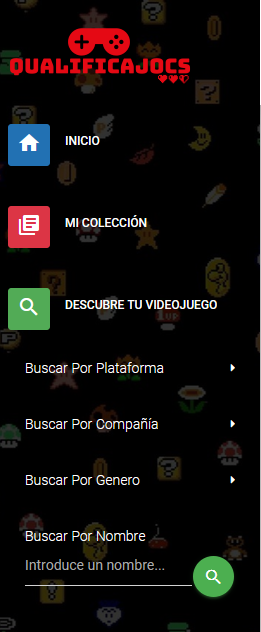 QUALIFICAJOCS
INICIO
MI COLECCIÓN
DESCUBRE TU VIDEOJUEGO
Buscar Por Plataforma
Buscar Por Compañía
Buscar Por Genero
Buscar Por Nombre
Introduce un nombre...